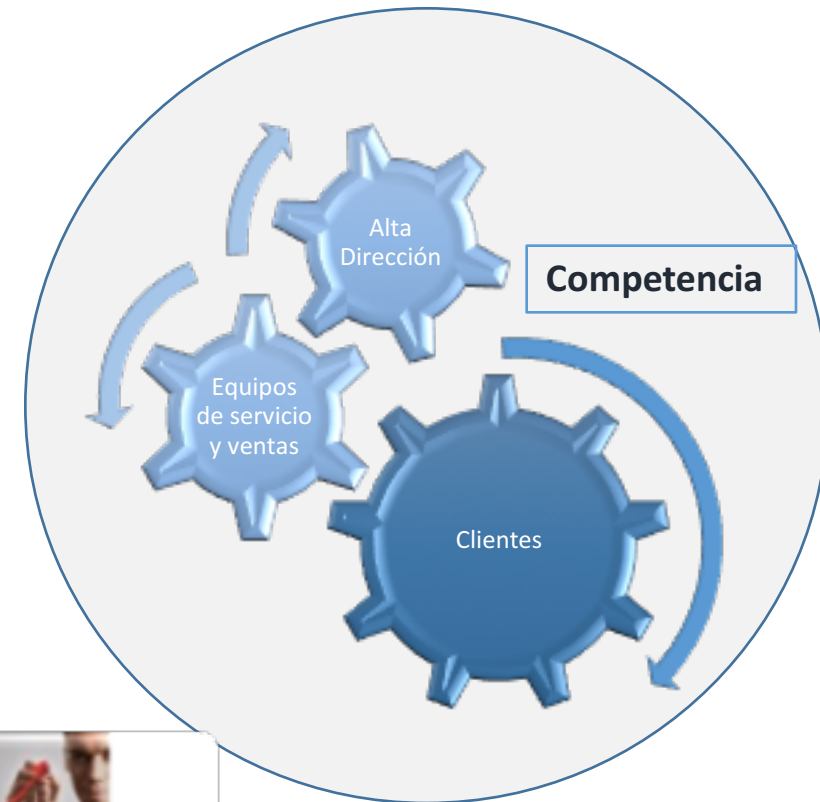 Alta
Dirección
Competencia
Equipos
de servicio
y ventas
Clientes